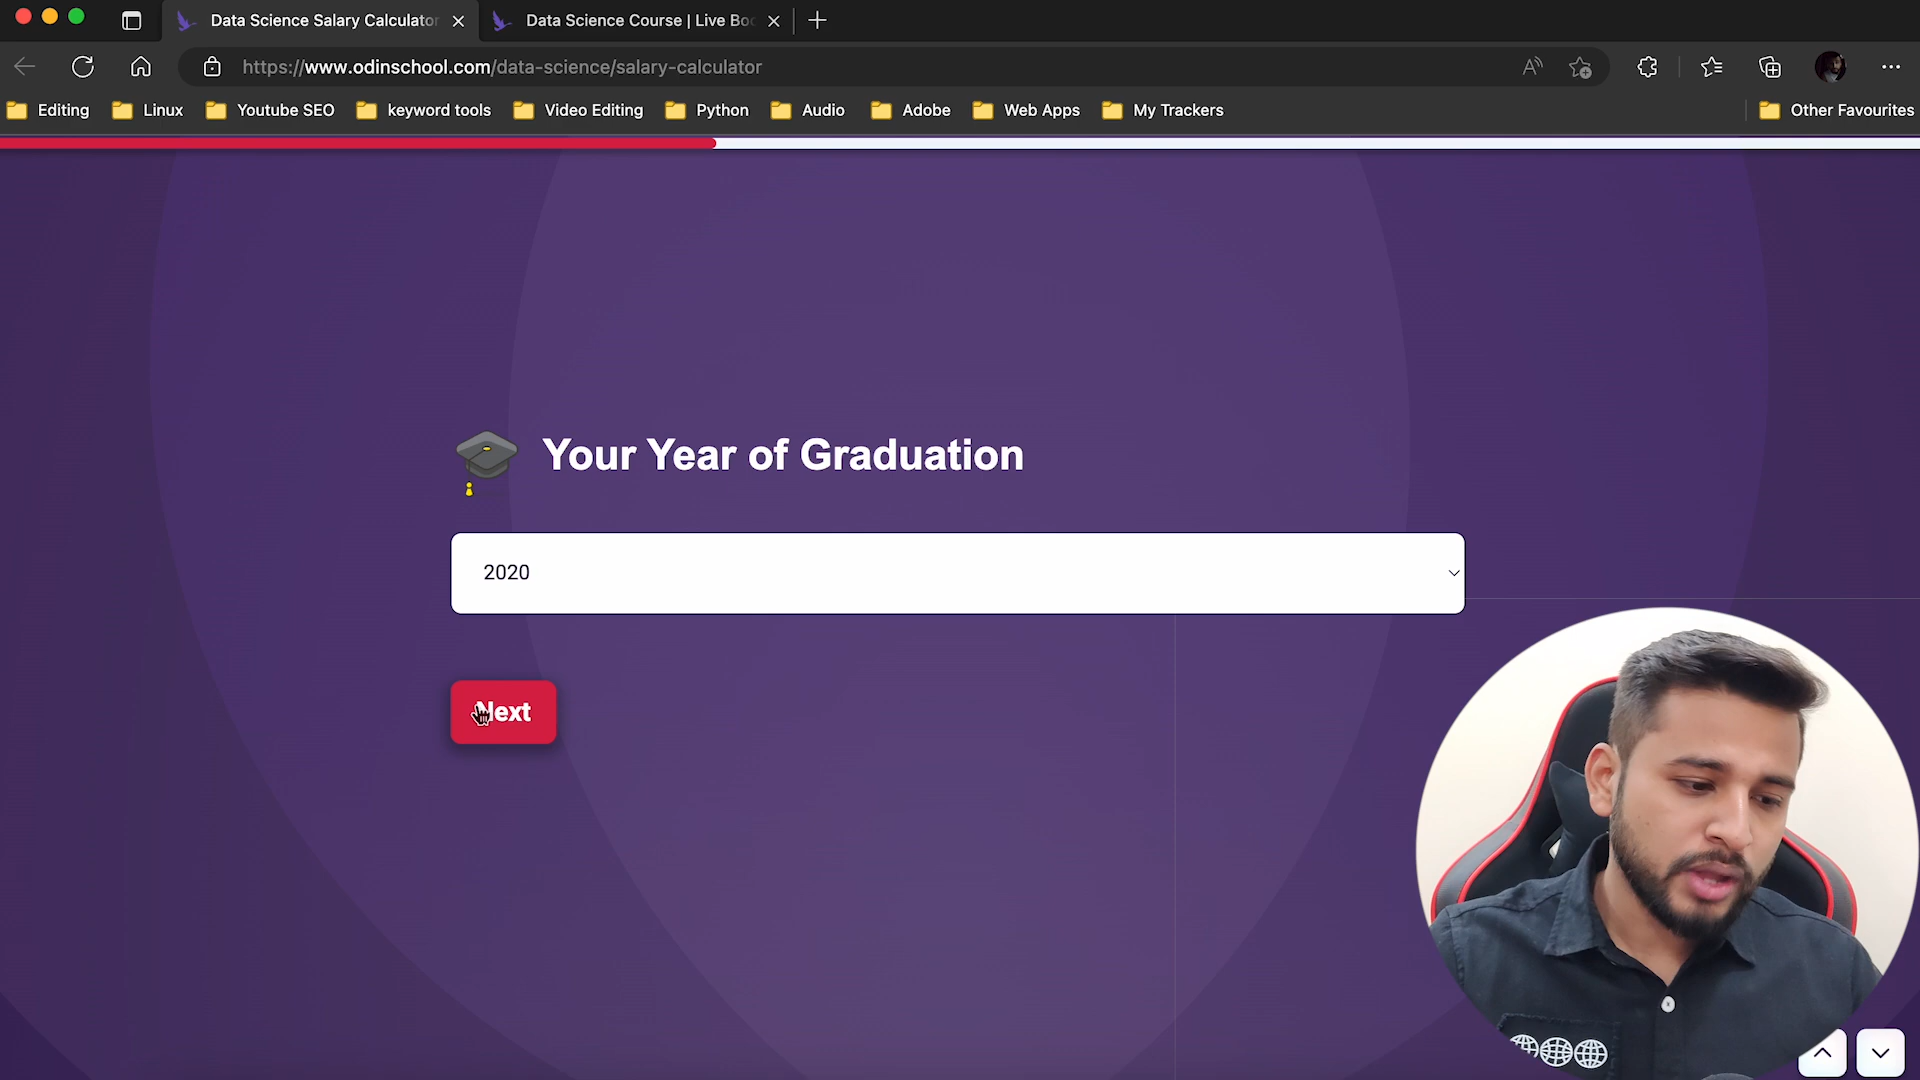 Data Science Salary Calculator
Data Science Course | Live Boo
https://www.odinschool.com/data-science/salary-calculator
Editing
Linux
Youtube SEO
keyword tools
Video Editing
Python
Audio
Adobe
Web Apps
My Trackers
Other Favourites
Your Year of Graduation
2020
Next